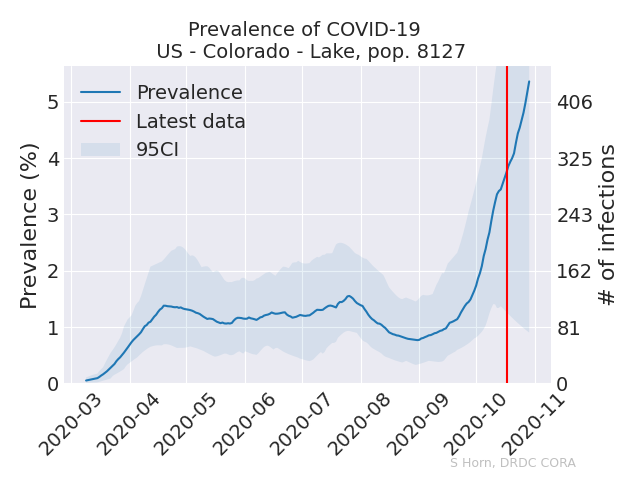 Prevalence of COVID-19
US - Colorado - Lake, pop. 8127
Prevalence
Latest data
95CI
Prevalence (%)
5
4
3
2
1
0
406
325
243
162
81
0
# of infections
2020-03
2020-04
2020-05
2020-06
2020-07
2020-08
2020-09
2020-10
2020-11
S Horn, DRDC CORA